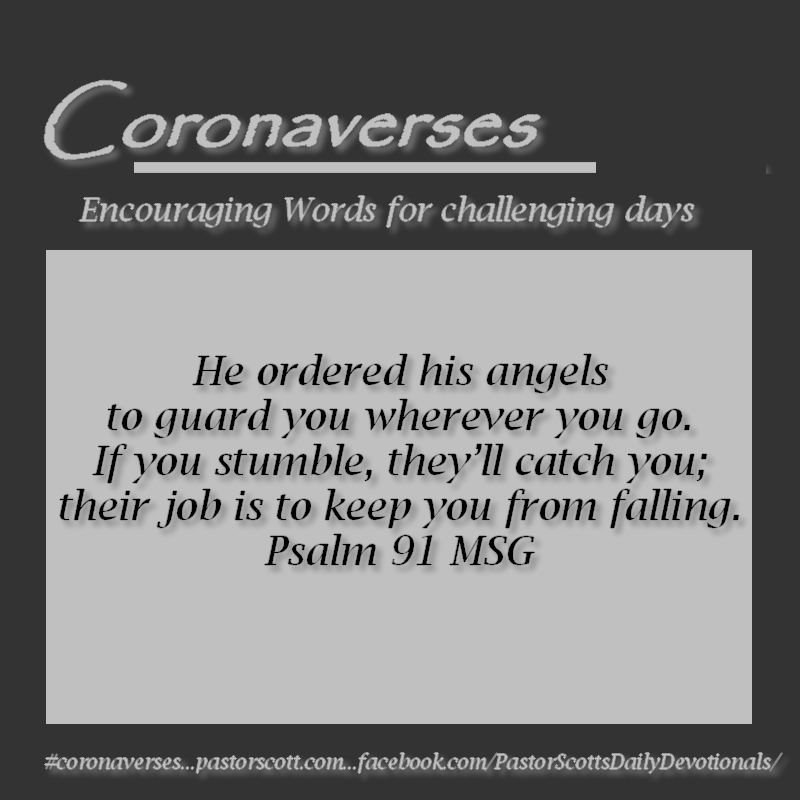 Coronaverses
Encouraging Words for challenging days
He ordered his angels
to guard you wherever you go.
If you stumble, they’ll catch you;
their job is to keep you from falling.
Psalm 91 MSG
#coronaverses...pastorscott.com...facebook.com/PastorScottsDailyDevotionals/